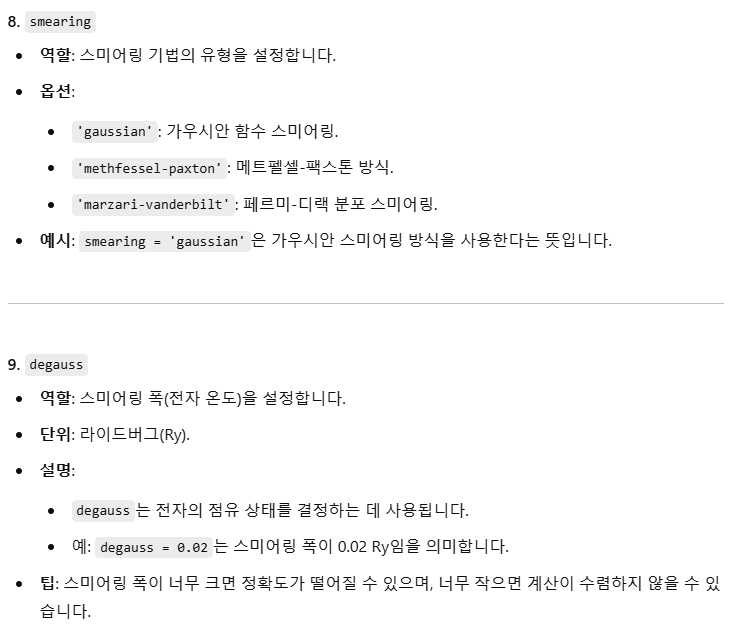 8. smearing
• 역할: 스미어링 기법의 유형을 설정합니다.
• 옵션:
• 'gaussian': 가우시안 함수 스미어링.
• 'methfessel-paxton': 메트펠셀-팩스톤 방식.
• 'marzari-vanderbilt': 페르미-디랙 분포 스미어링.
• 예시: smearing = 'gaussian'은 가우시안 스미어링 방식을 사용한다는 뜻입니다.
9. degauss
• 역할: 스미어링 폭(전자 온도)을 설정합니다.
• 단위: 라이드버그(Ry).
• 설명:
• degauss는 전자의 점유 상태를 결정하는 데 사용됩니다.
• 예: degauss = 0.02는 스미어링 폭이 0.02 Ry임을 의미합니다.
• 팁: 스미어링 폭이 너무 크면 정확도가 떨어질 수 있으며, 너무 작으면 계산이 수렴하지 않을 수 있
습니다.